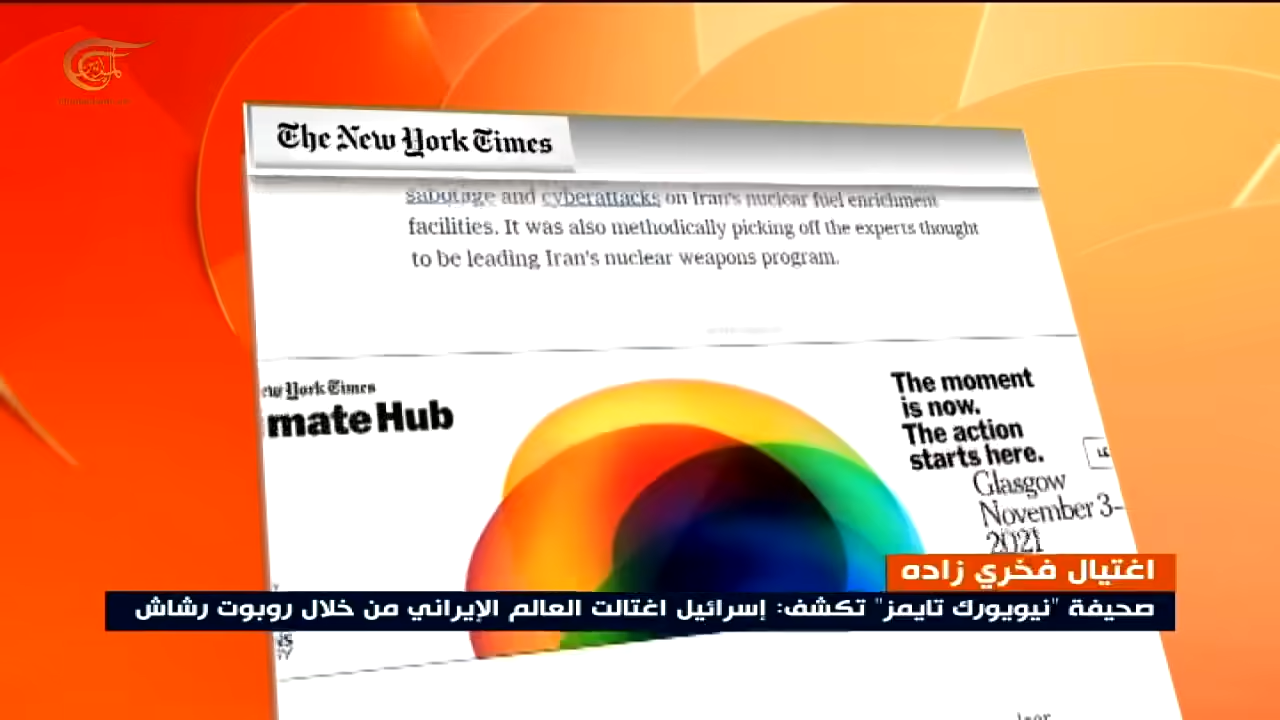 الميادين
The New York Times
sabotage and cyberattacks on Iran's nuclear fuel enrichment
facilities. It was also methodically picking off the experts thought
to be leading Iran's nuclear weapons program.
ew York Times
mate Hub
The moment
is now.
The action
starts here.
Glasgow
November 3-
2021
اغتيال فخري زاده
صحيفة "نيويورك تايمز" تكشف: إسرائيل اغتالت العالم الإيراني من خلال روبوت رشاش